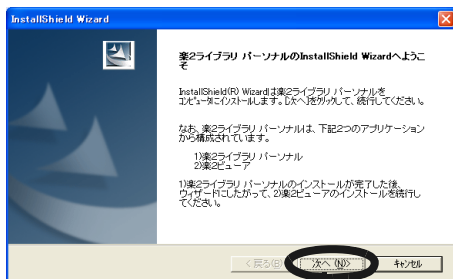 InstallShield Wizard
楽2ライブラリ パーソナルのInstallShield Wizardへようこ
そ
InstallShield(R) Wizardは楽2ライブラリ パーソナルを
コンピュータにインストールします。[次へ]をクリックして、続行してください。
なお、楽2ライブラリ パーソナルは、下記2つのアプリケーション
から構成されています。
1)楽2ライブラリ パーソナル
2)楽2ビューア
1)楽2ライブラリ パーソナルのインストールが完了した後、
ウィザードにしたがって、2)楽2ビューアのインストールを続行し
てください。
< 戻る(B)
次へ (N)>
キャンセル